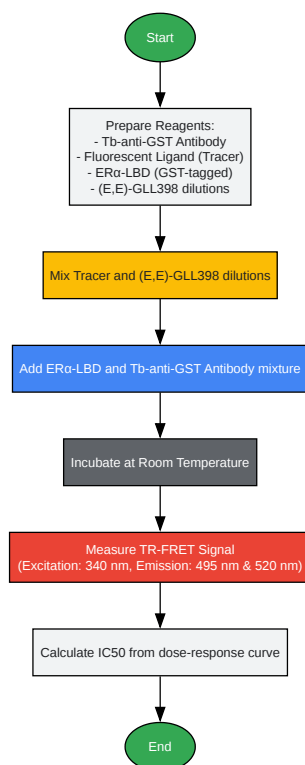 Start
Prepare Reagents:
- Tb-anti-GST Antibody
- Fluorescent Ligand (Tracer)
- ERα-LBD (GST-tagged)
- (E,E)-GLL398 dilutions
Mix Tracer and (E,E)-GLL398 dilutions
Add ERα-LBD and Tb-anti-GST Antibody mixture
Incubate at Room Temperature
Measure TR-FRET Signal
(Excitation: 340 nm, Emission: 495 nm & 520 nm)
Calculate IC50 from dose-response curve
End